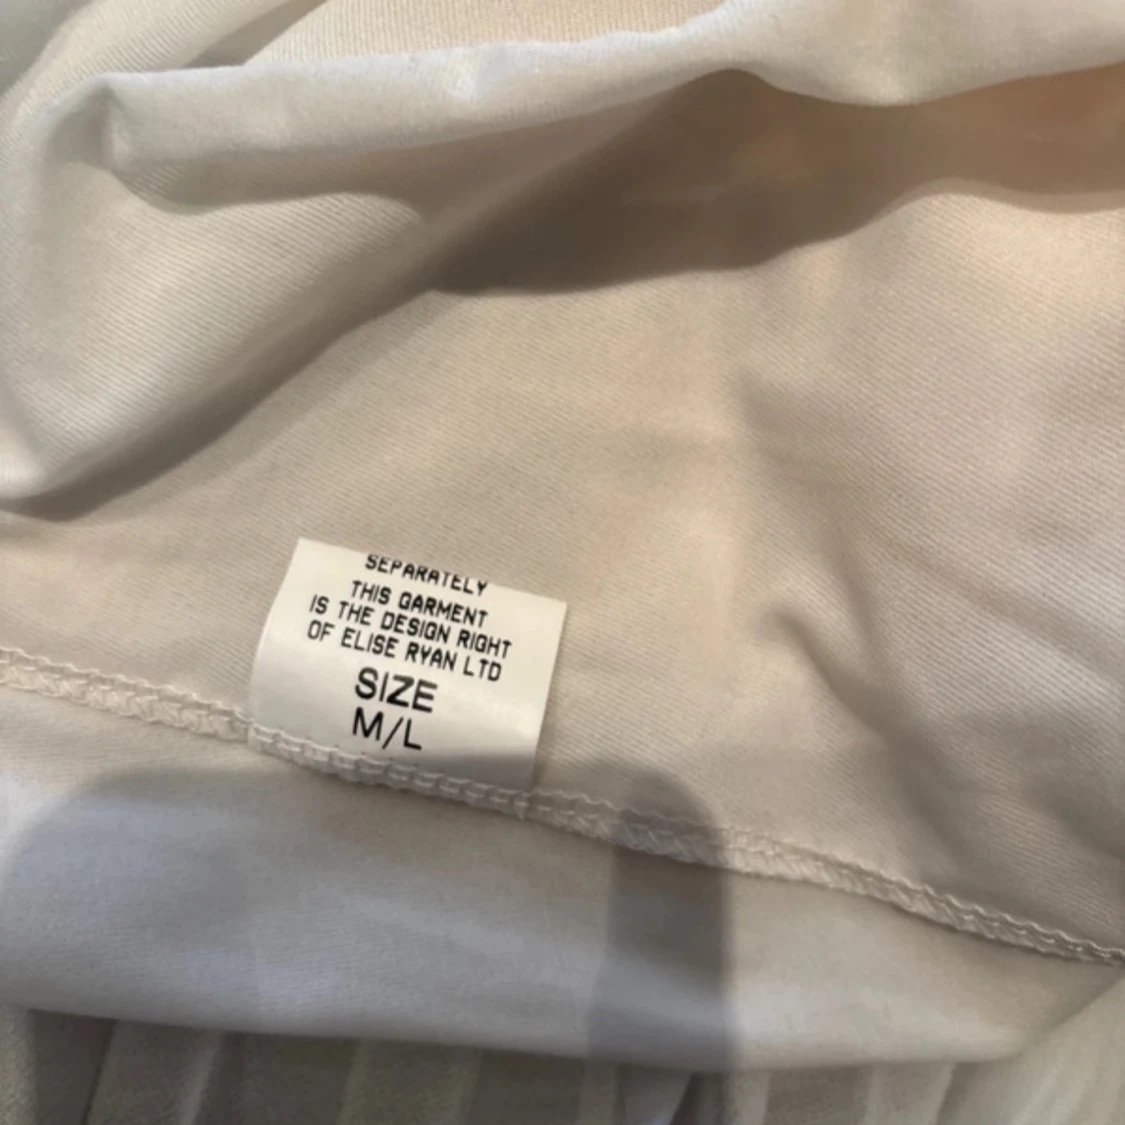 SEPARATELY
THIS GARMENT
IS THE DESIGN RIGHT
OF ELISE RYAN LTD
SIZE
M/L